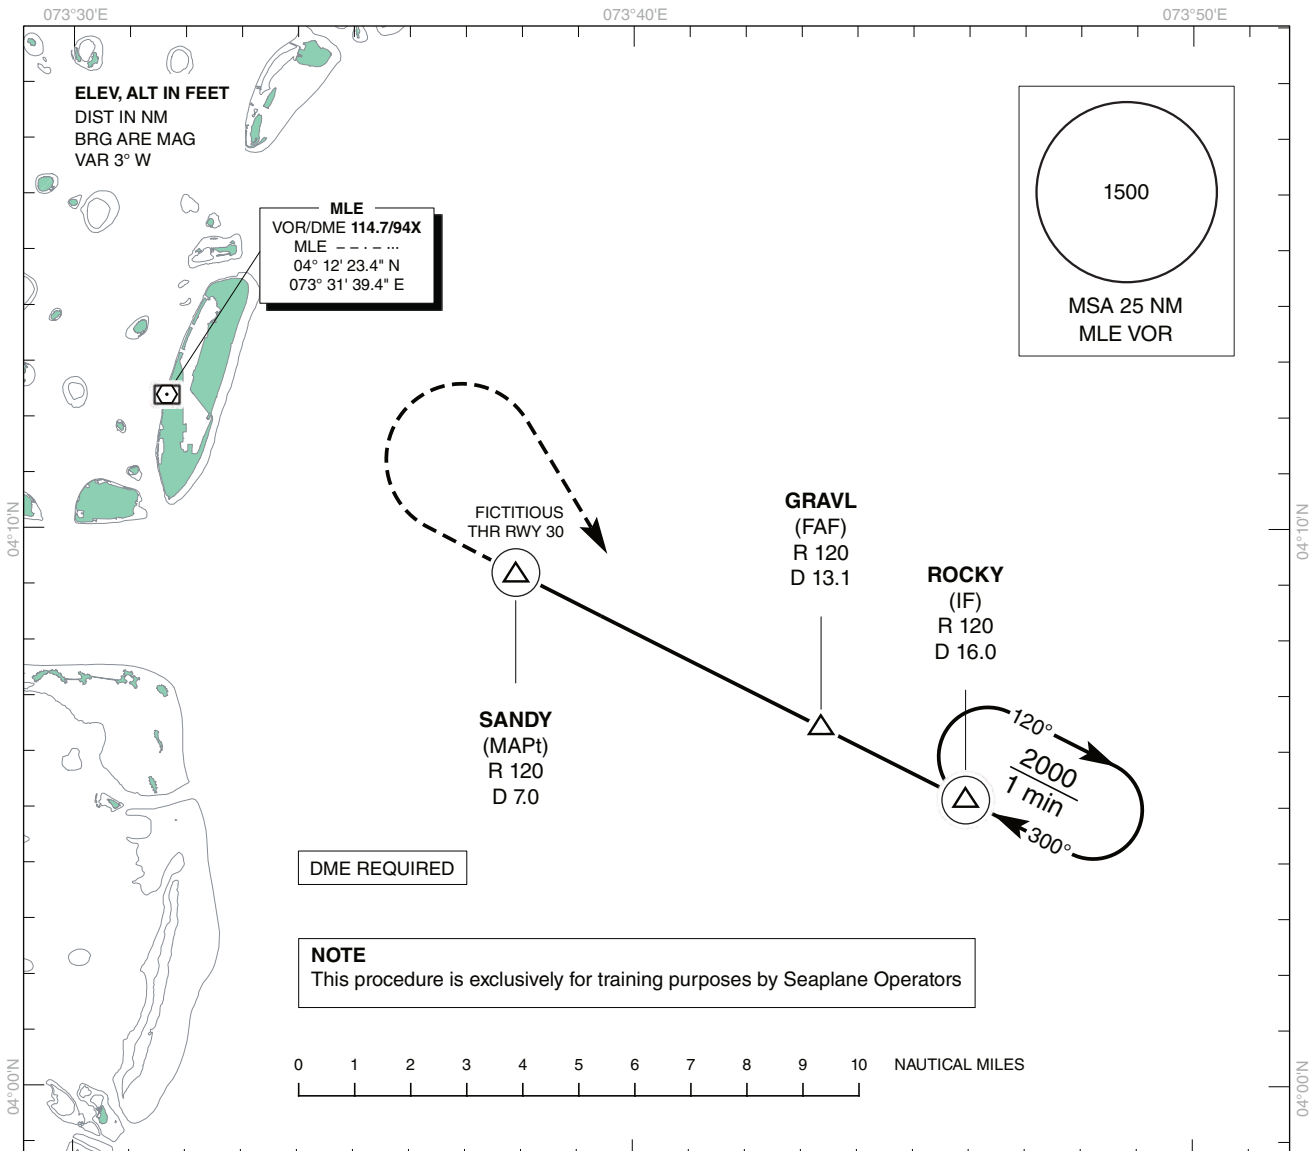 073°30'E
073°40'E
073°50'E
ELEV, ALT IN FEET
DIST IN NM
BRG ARE MAG
VAR 3° W
1500
MSA 25 NM
MLE VOR
MLE
VOR/DME 114.7/94X
MLE – – · – ···
04° 12' 23.4" N
073° 31' 39.4" E
04°10'N
04°10'N
FICTITIOUS
THR RWY 30
GRAVL
(FAF)
R 120
D 13.1
ROCKY
(IF)
R 120
D 16.0
SANDY
(MAPt)
R 120
D 7.0
120°
2000
1 min
300°
DME REQUIRED
NOTE
This procedure is exclusively for training purposes by Seaplane Operators
0 1 2 3 4 5 6 7 8 9 10 NAUTICAL MILES
04°00'N
04°00'N